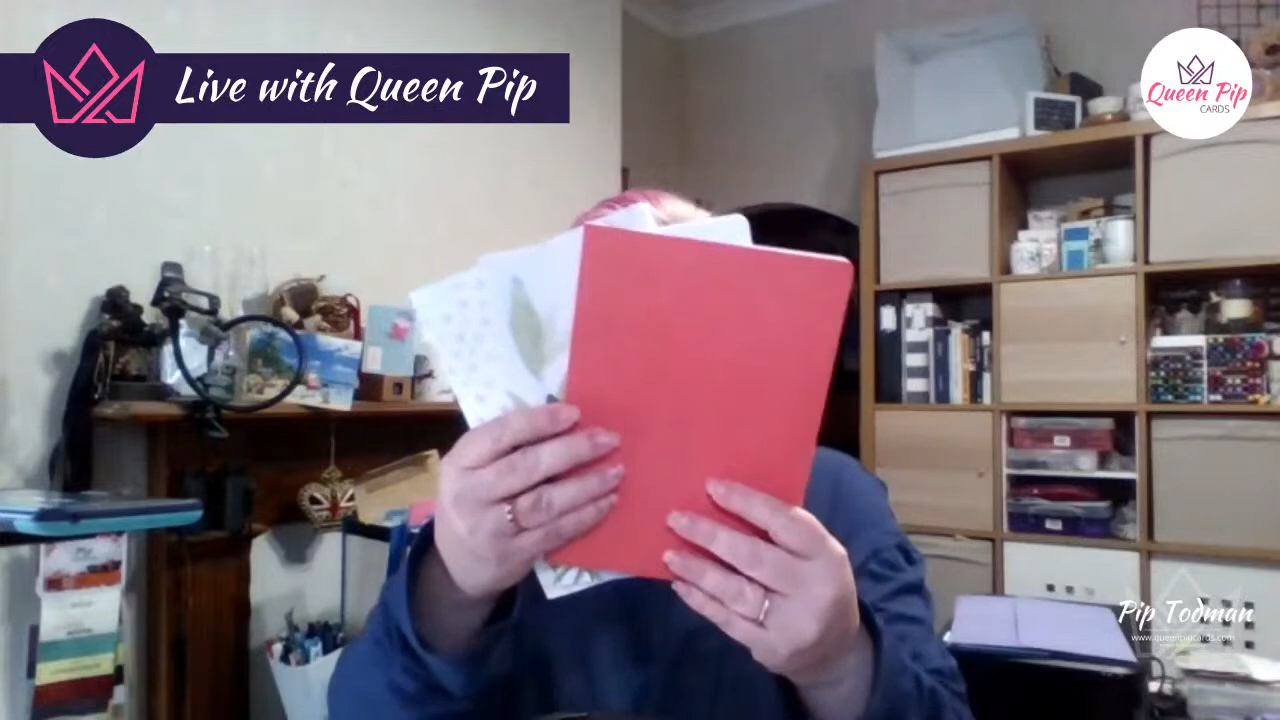 Live with Queen Pip
Queen Pip
CARDS
Pip Todman
www.queenpipcards.com